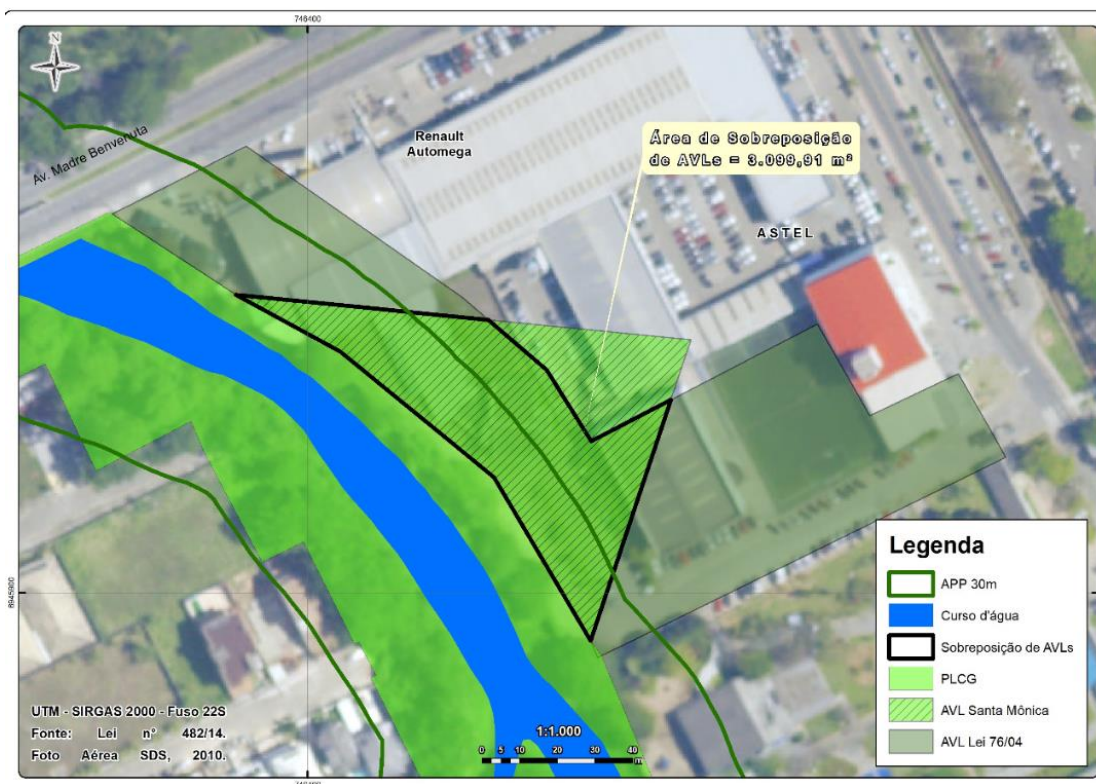 746400
N
Av. Madre Benvenuta
Renault
Automega
Área de Sobreposição
de AVLs = 3.099,91 m²
ASTEL
6945900
Legenda
APP 30m
Curso d'água
Sobreposição de AVLs
PLCG
AVL Santa Mônica
AVL Lei 76/04
UTM - SIRGAS 2000 - Fuso 22S
Fonte: Lei nº 482/14.
Foto Aérea SDS, 2010.
1:1.000
0 5 10 20 30 40
m
746400